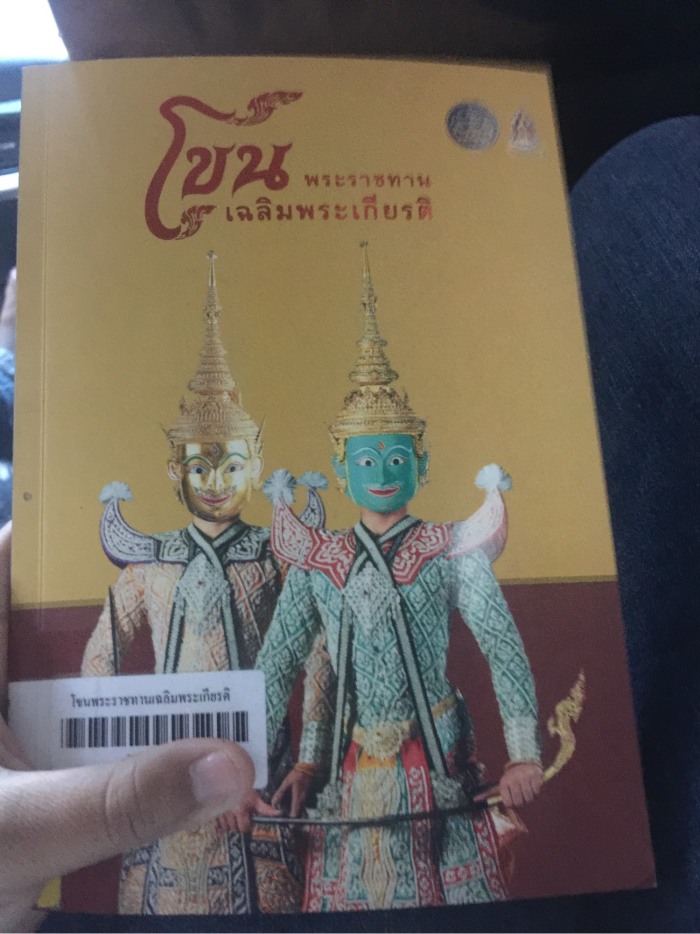 โขน
พระราชทาน
เฉลิมพระเกียรติ
โขนพระราชทานเฉลิมพระเกียรติ